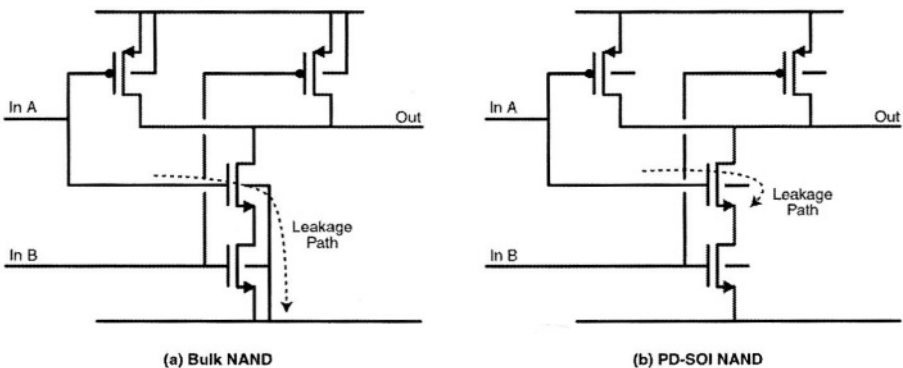 In A
Out
Leakage
Path
In B
(a) Bulk NAND
In A
Out
Leakage
Path
In B
(b) PD-SOI NAND